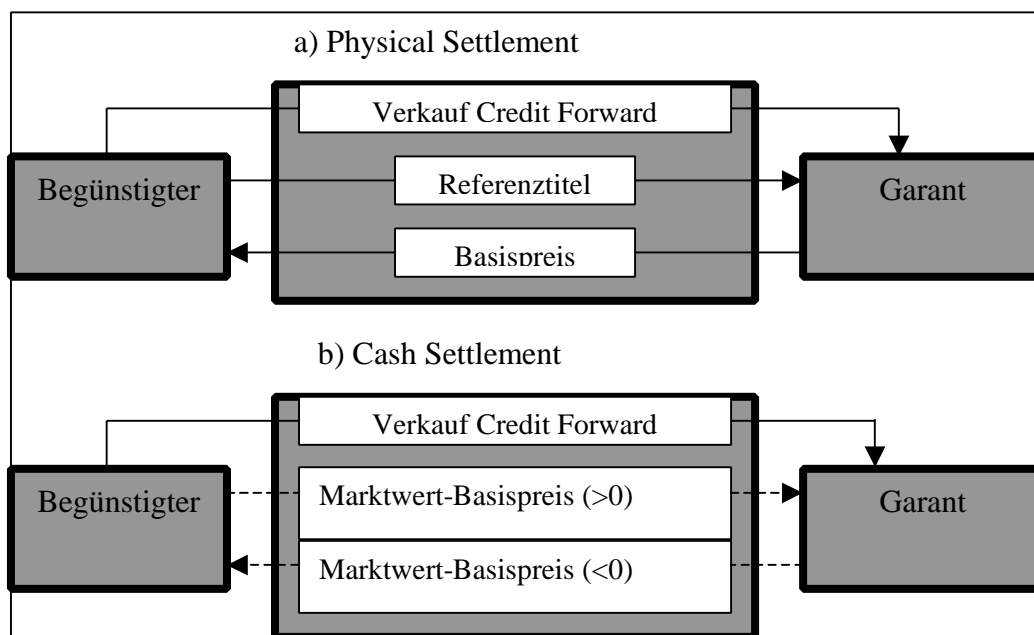 a) Physical Settlement
Verkauf Credit Forward
Begünstigter
Referenztitel
Garant
Basispreis
b) Cash Settlement
Verkauf Credit Forward
Begünstigter
Marktwert-Basispreis (>0)
Garant
Marktwert-Basispreis (<0)